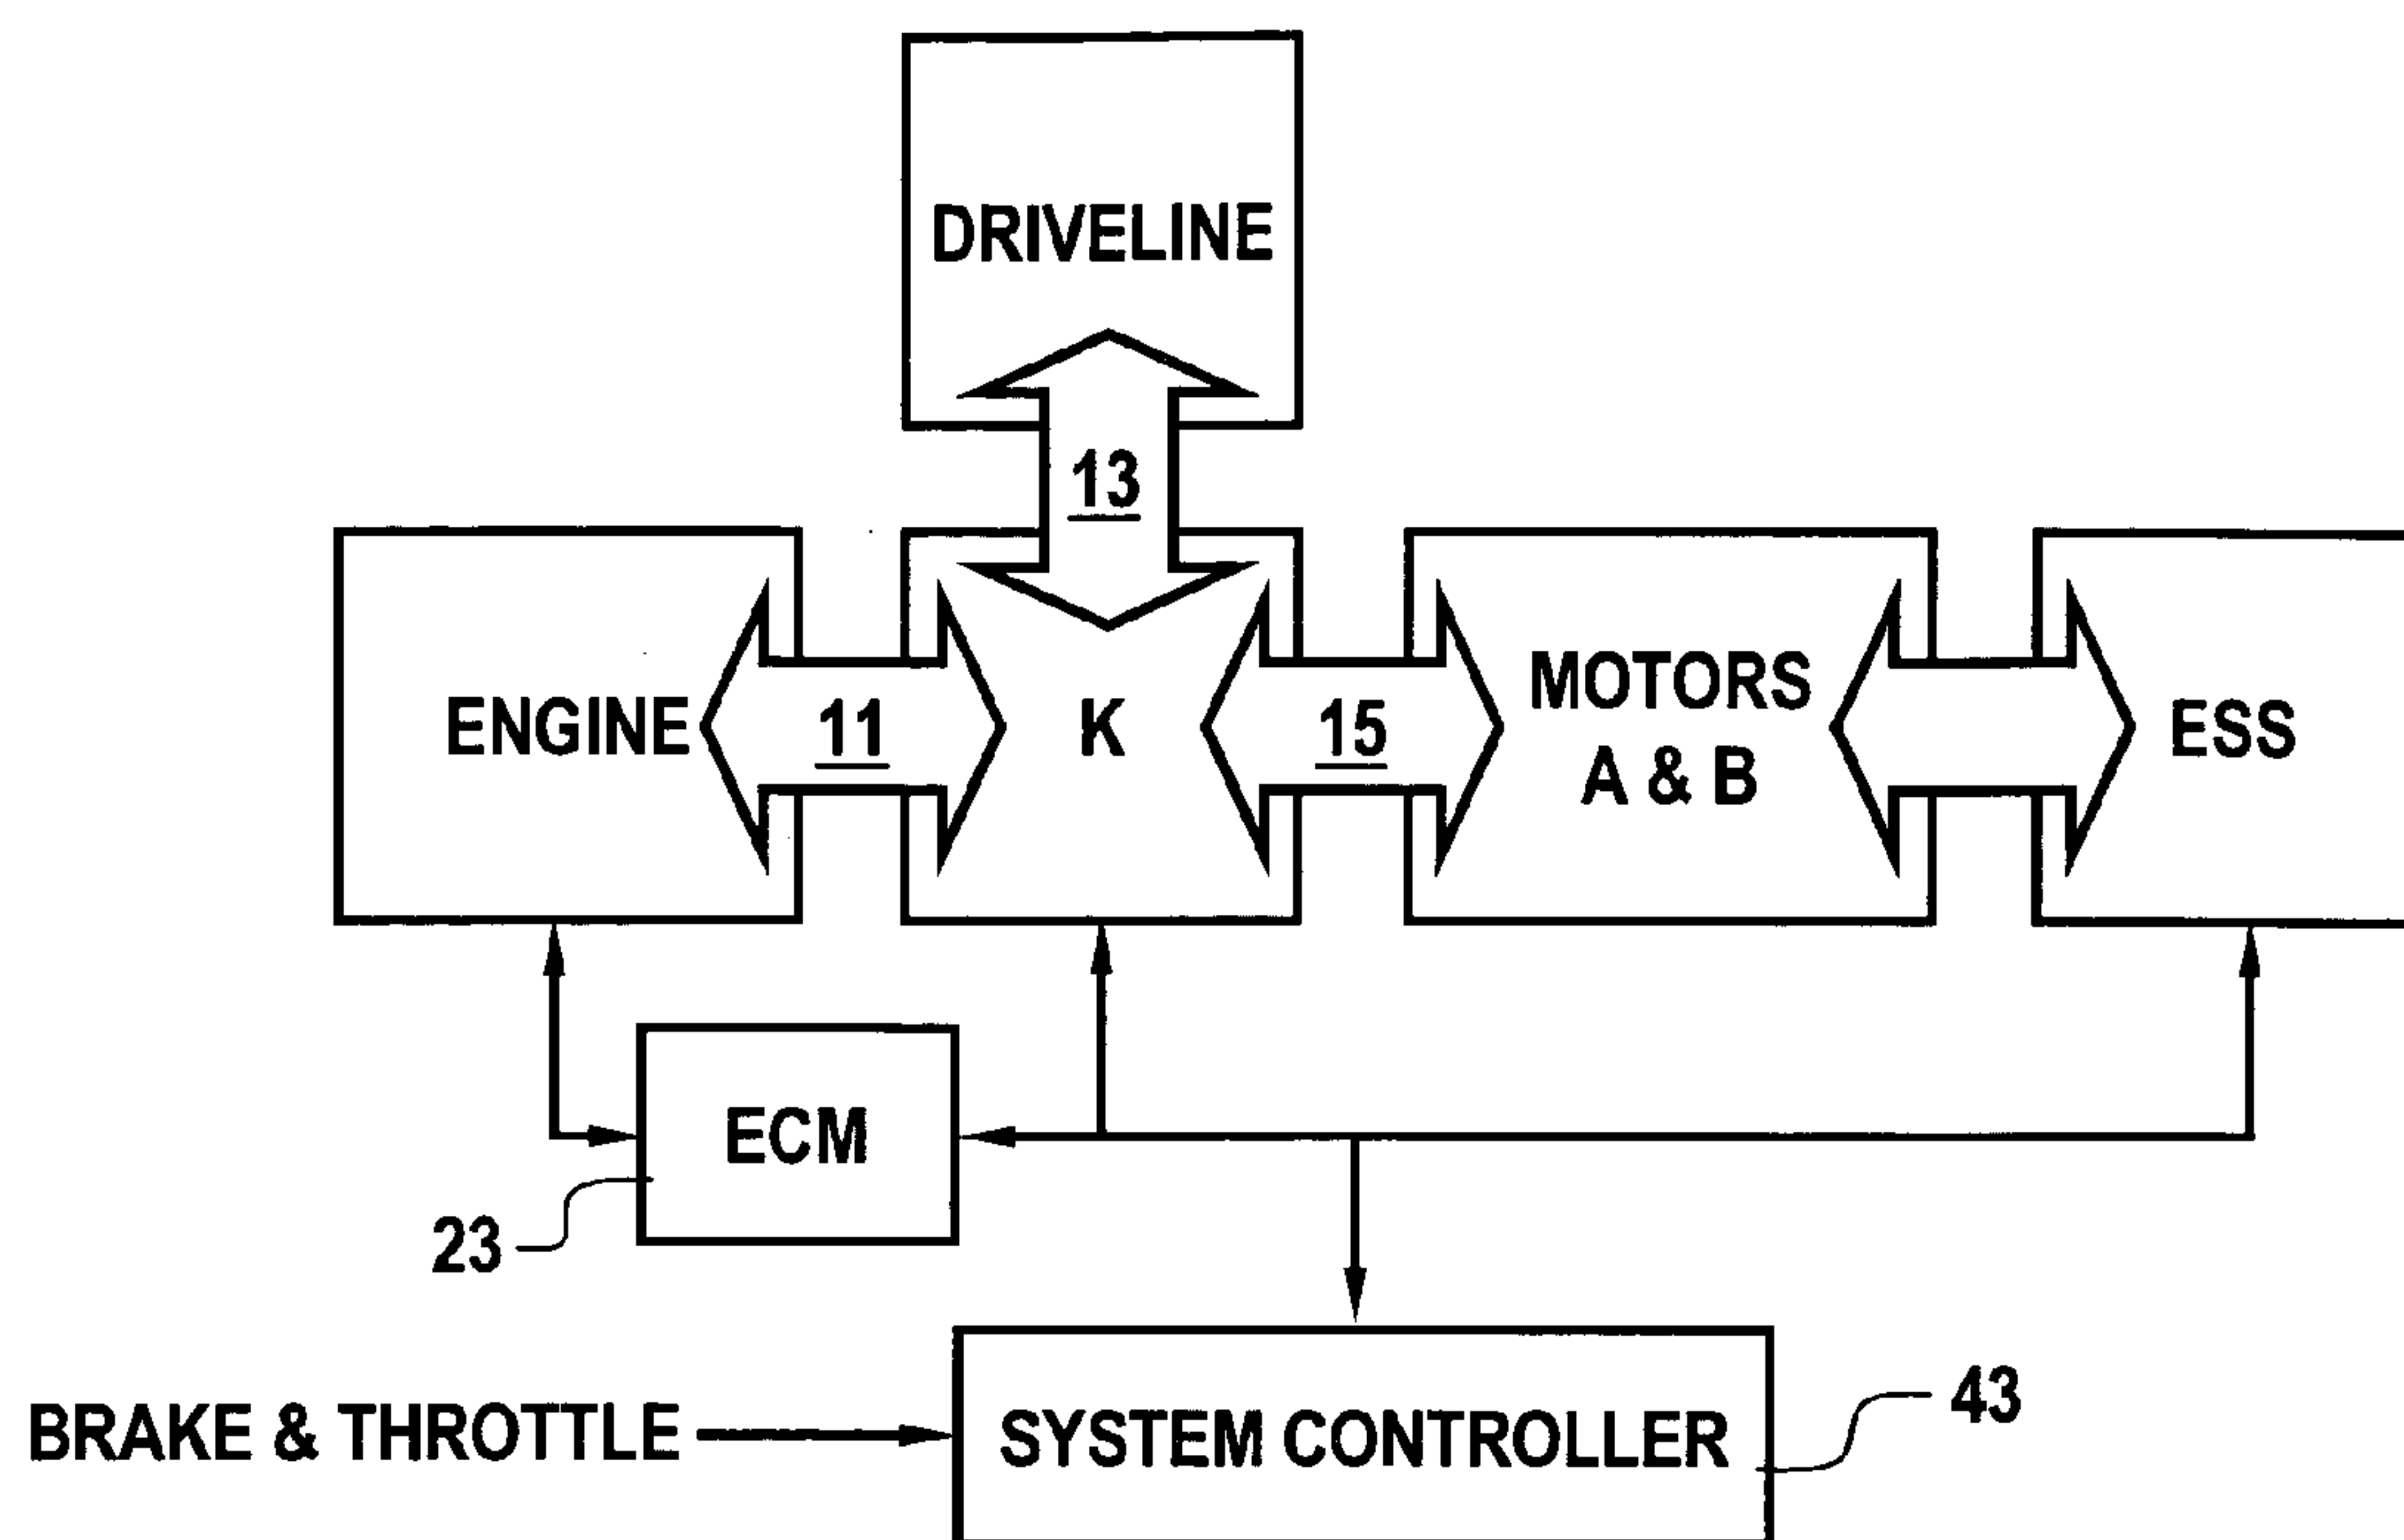 DRIVELINE
13
ENGINE
11
K
15
MOTORS
A & B
ESS
ECM
23
BRAKE & THROTTLE
SYSTEM CONTROLLER
43